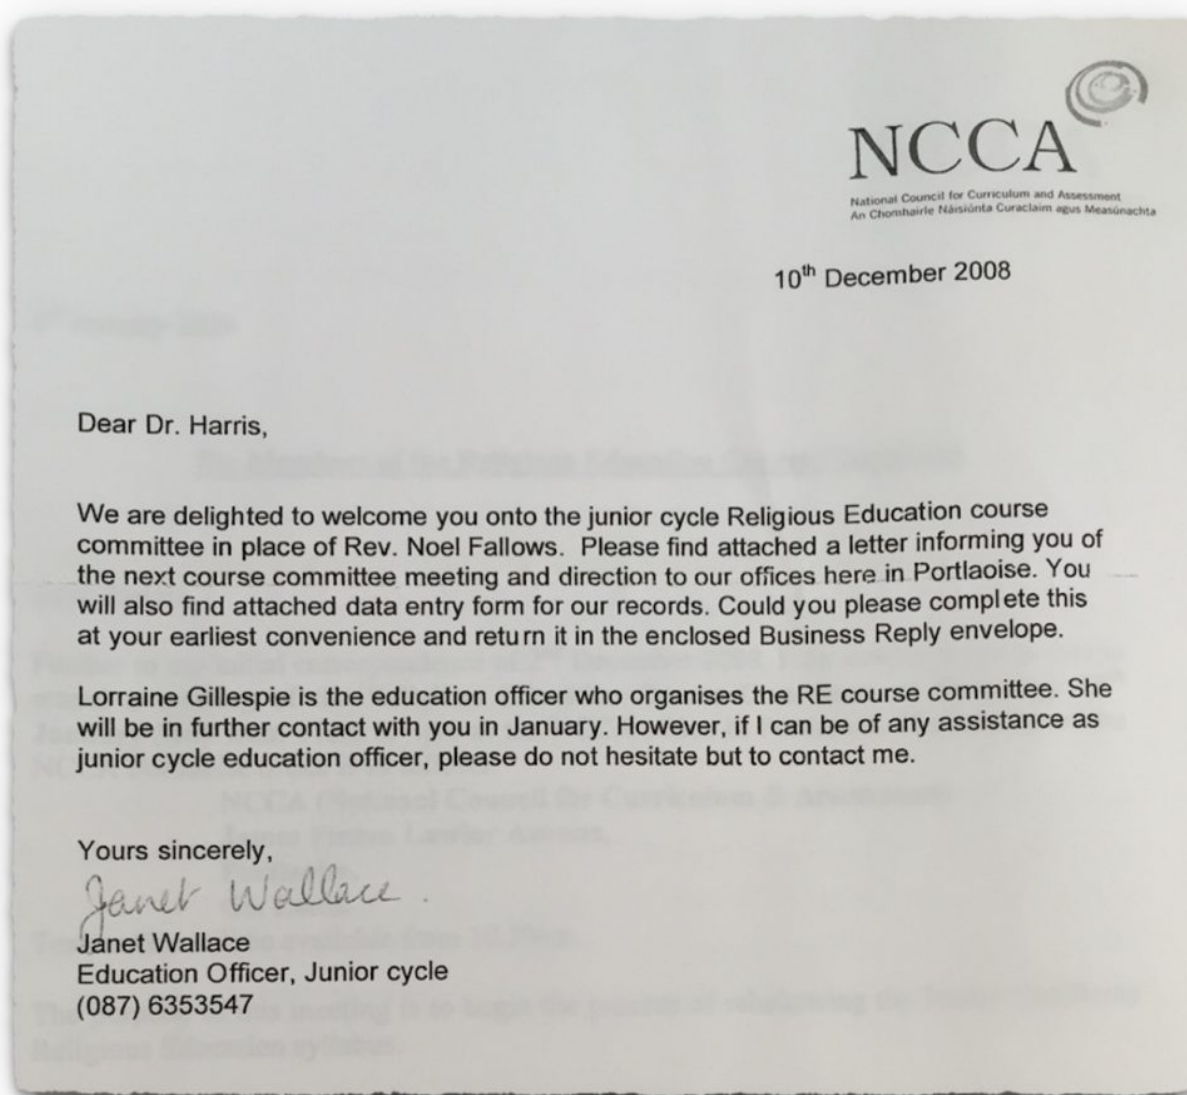 NCCA
National Council for Curriculum and Assessment
An Chomhairle Náisiúnta Curaclaim agus Measúnachta
10th December 2008
Dear Dr. Harris,
We are delighted to welcome you onto the junior cycle Religious Education course
committee in place of Rev. Noel Fallows.  Please find attached a letter informing you of
the next course committee meeting and direction to our offices here in Portlaoise. You
will also find attached data entry form for our records. Could you please complete this
at your earliest convenience and return it in the enclosed Business Reply envelope.
Lorraine Gillespie is the education officer who organises the RE course committee. She
will be in further contact with you in January. However, if I can be of any assistance as
junior cycle education officer, please do not hesitate but to contact me.
Yours sincerely,
Janet Wallace.
Janet Wallace
Education Officer, Junior cycle
(087) 6353547